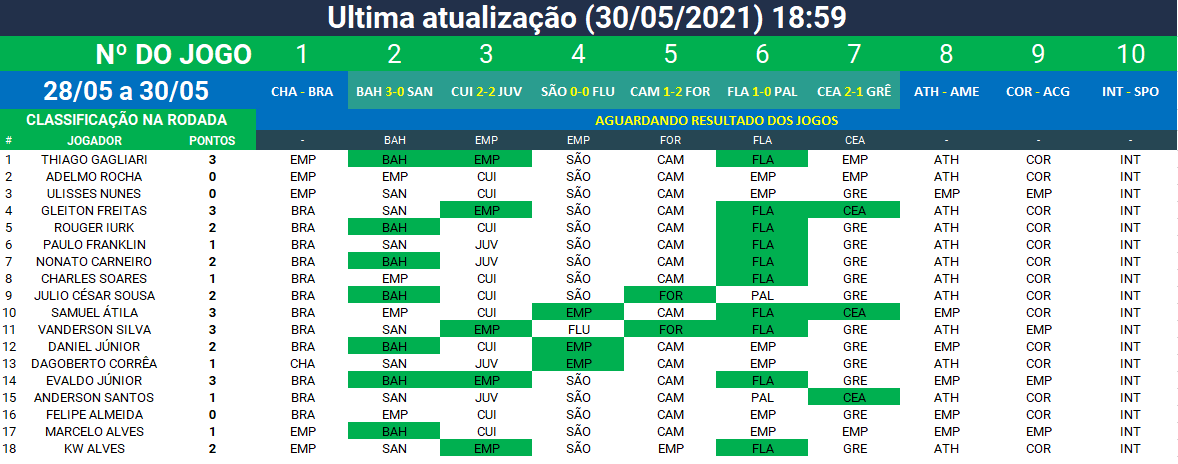 Ultima atualização (30/05/2021) 18:59
Nº DO JOGO 1 2 3 4 5 6 7 8 9 10
28/05 a 30/05 CHA - BRA BAH 3-0 SAN CUI 2-2 JUV SÃO 0-0 FLU CAM 1-2 FOR FLA 1-0 PAL CEA 2-1 GRÊ ATH - AME COR - ACG INT - SPO
CLASSIFICAÇÃO NA RODADA AGUARDANDO RESULTADO DOS JOGOS
# JOGADOR PONTOS - BAH EMP EMP FOR FLA CEA - - -
1 THIAGO GAGLIARI 3 EMP BAH EMP SÃO CAM FLA EMP ATH COR INT
2 ADELMO ROCHA 0 EMP EMP CUI SÃO CAM EMP EMP ATH COR INT
3 ULISSES NUNES 0 EMP SAN CUI SÃO CAM EMP GRE EMP EMP INT
4 GLEITON FREITAS 3 BRA SAN EMP SÃO CAM FLA CEA ATH COR INT
5 ROUGER IURK 2 BRA BAH CUI SÃO CAM FLA GRE ATH COR INT
6 PAULO FRANKLIN 1 BRA SAN JUV SÃO CAM FLA GRE ATH COR INT
7 NONATO CARNEIRO 2 BRA BAH JUV SÃO CAM FLA GRE ATH COR INT
8 CHARLES SOARES 1 BRA EMP CUI SÃO CAM FLA GRE ATH COR INT
9 JULIO CÉSAR SOUSA 2 BRA BAH CUI SÃO FOR PAL GRE ATH COR INT
10 SAMUEL ÁTILA 3 BRA EMP CUI EMP CAM FLA CEA EMP COR INT
11 VANDERSON SILVA 3 BRA SAN EMP FLU FOR FLA GRE ATH EMP INT
12 DANIEL JÚNIOR 2 BRA BAH CUI EMP CAM EMP GRE EMP COR INT
13 DAGOBERTO CORRÊA 1 CHA SAN JUV EMP CAM EMP GRE ATH COR INT
14 EVALDO JÚNIOR 3 BRA BAH EMP SÃO CAM FLA GRE EMP EMP INT
15 ANDERSON SANTOS 1 BRA SAN JUV SÃO CAM PAL CEA ATH COR INT
16 FELIPE ALMEIDA 0 BRA EMP CUI SÃO CAM EMP GRE EMP COR INT
17 MARCELO ALVES 1 EMP BAH CUI SÃO CAM EMP EMP EMP EMP INT
18 KW ALVES 2 EMP SAN EMP SÃO EMP FLA GRE ATH COR INT